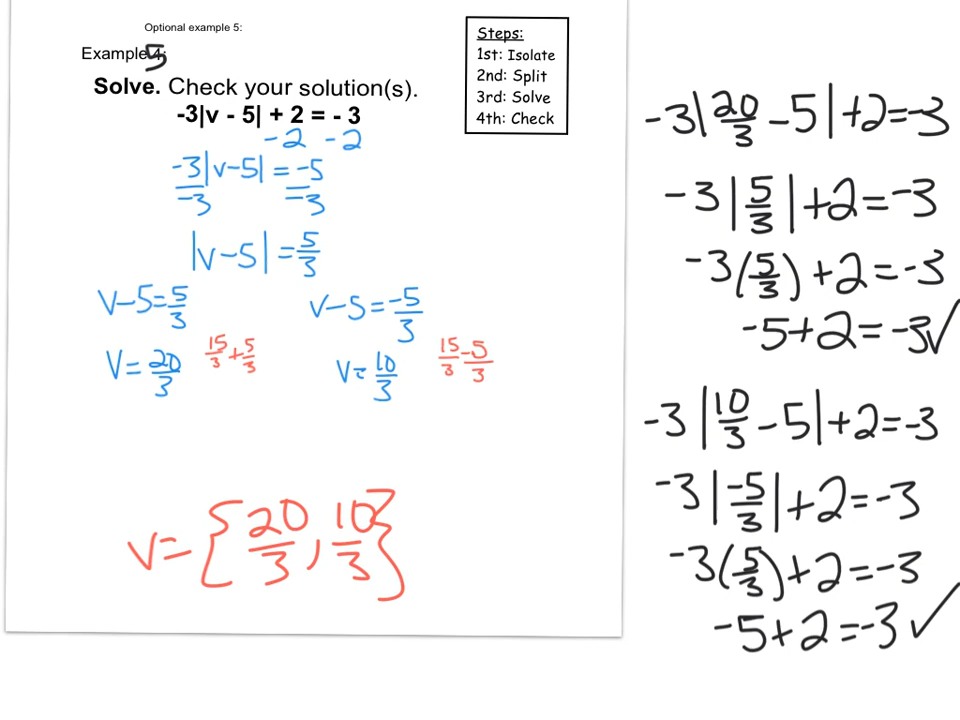 Optional example 5:
Example 4: 5
Solve. Check your solution(s).
-3|v - 5| + 2 = - 3
-2 -2
-3|v-5| = -5
-3 -3
|v-5| = 5/3
v-5=5/3
v-5=-5/3
v=20/3 15/3+5/3
v=10/3 15/3-5/3
v={20/3, 10/3}
Steps:
1st: Isolate
2nd: Split
3rd: Solve
4th: Check
-3|20/3-5|+2=-3
-3|5/3|+2=-3
-3(5/3)+2=-3
-5+2=-3✓
-3|10/3-5|+2=-3
-3|-5/3|+2=-3
-3(5/3)+2=-3
-5+2=-3✓